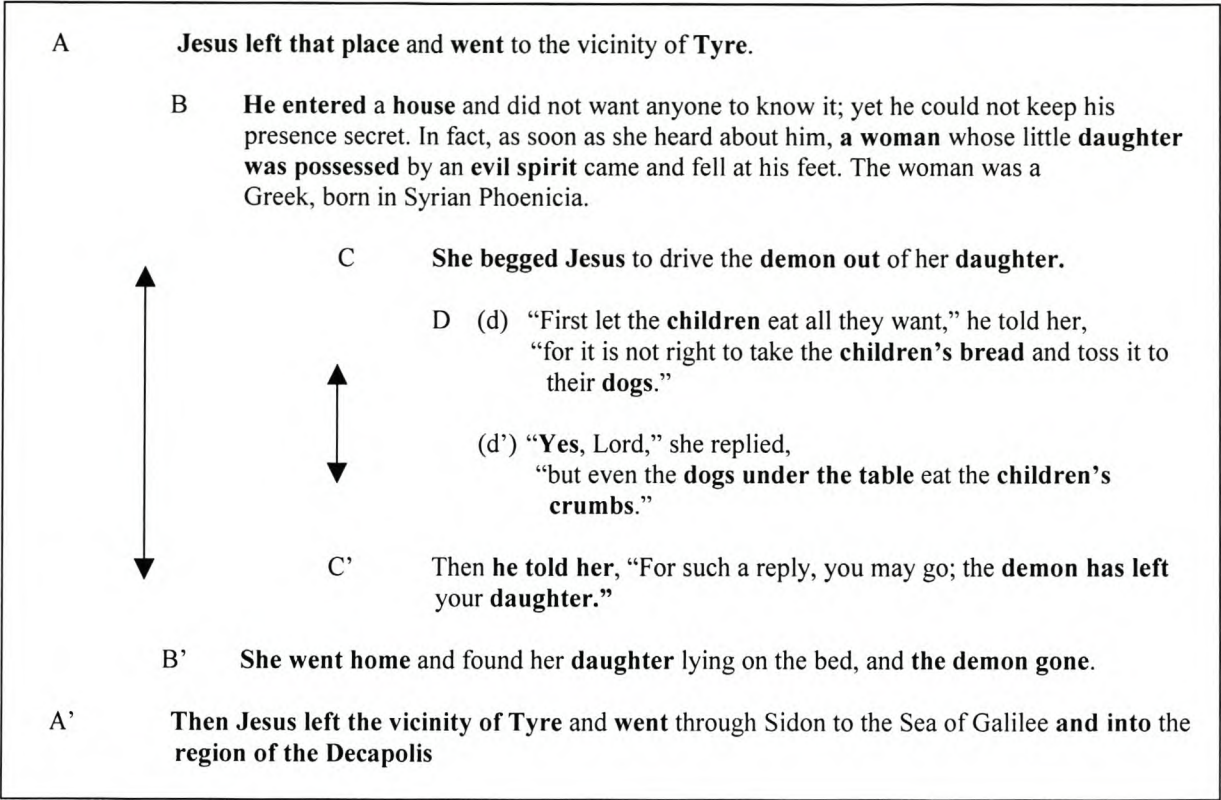 A Jesus left that place and went to the vicinity of Tyre.
B He entered a house and did not want anyone to know it; yet he could not keep his
presence secret. In fact, as soon as she heard about him, a woman whose little daughter
was possessed by an evil spirit came and fell at his feet. The woman was a
Greek, born in Syrian Phoenicia.
C She begged Jesus to drive the demon out of her daughter.
D (d) “First let the children eat all they want,” he told her,
“for it is not right to take the children’s bread and toss it to
their dogs.”
(d’) “Yes, Lord,” she replied,
“but even the dogs under the table eat the children’s
crumbs.”
C’ Then he told her, “For such a reply, you may go; the demon has left
your daughter.”
B’ She went home and found her daughter lying on the bed, and the demon gone.
A’ Then Jesus left the vicinity of Tyre and went through Sidon to the Sea of Galilee and into the
region of the Decapolis